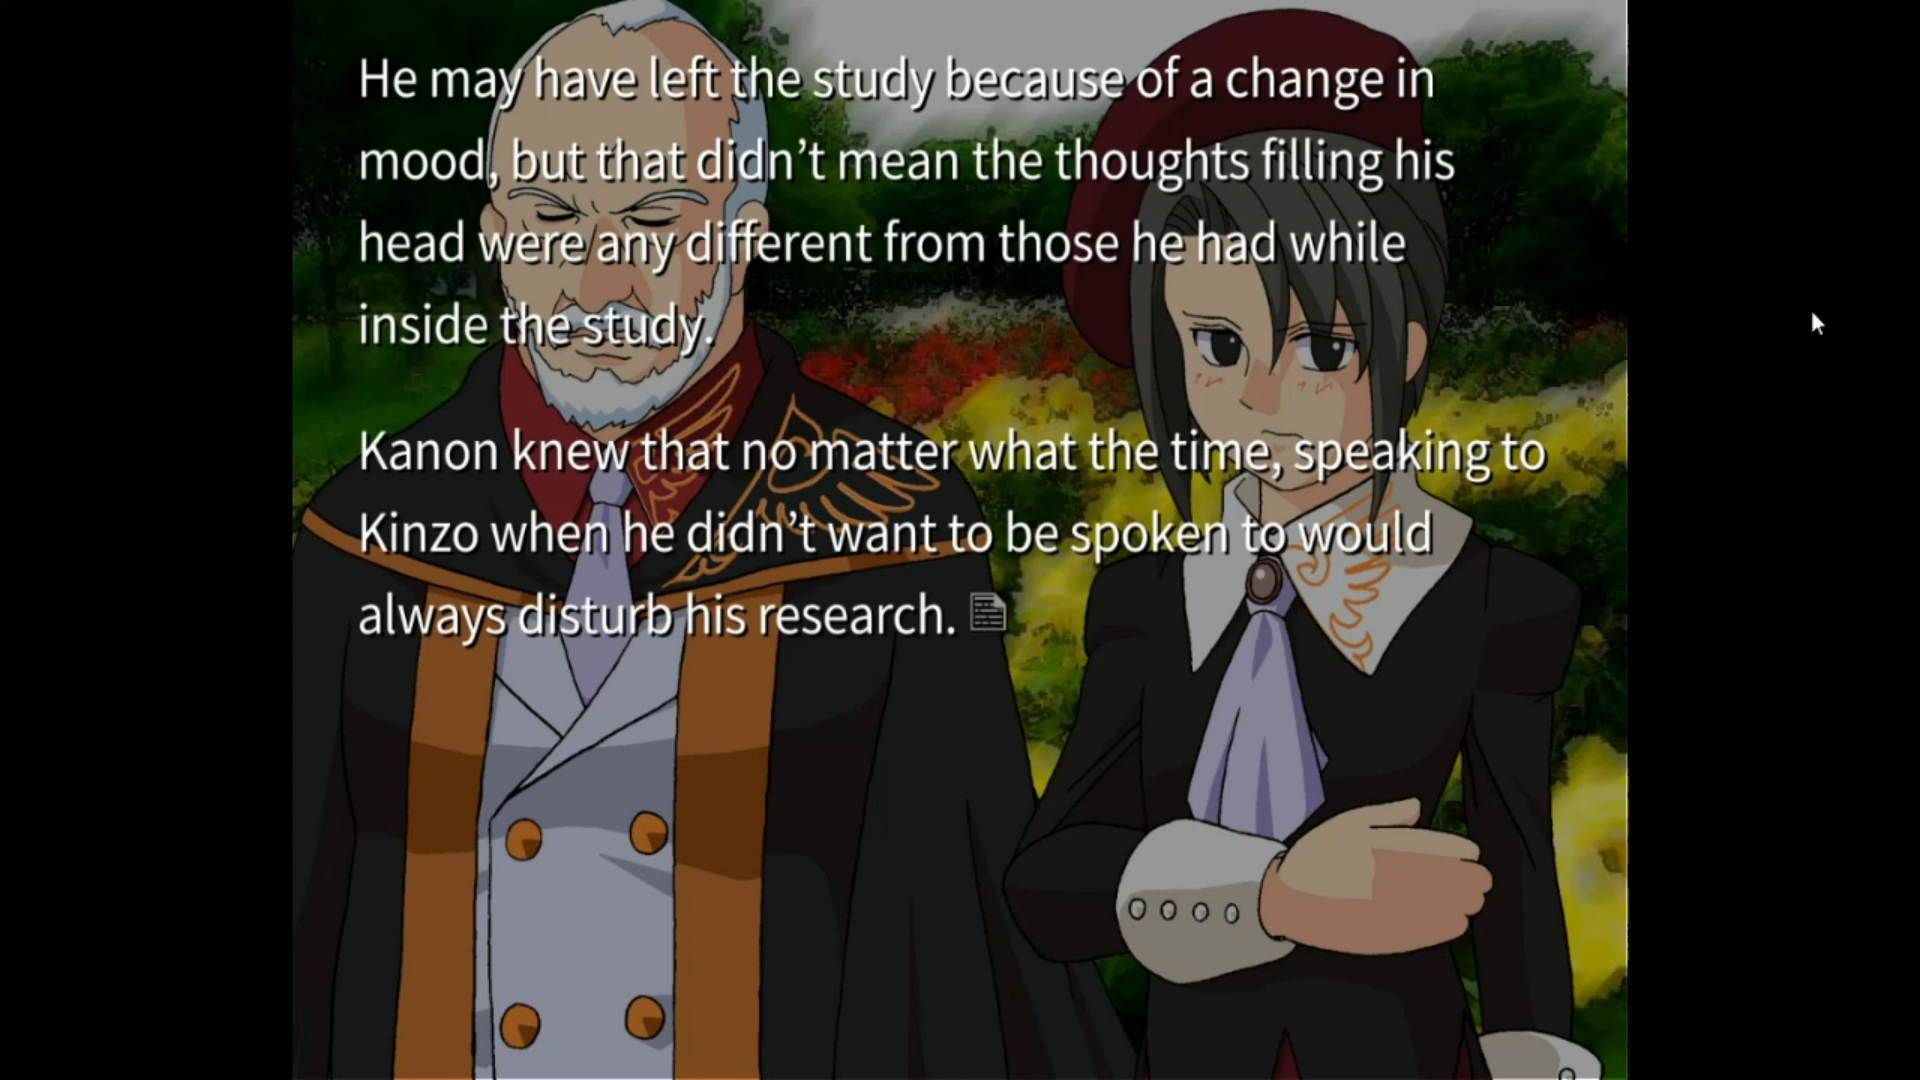 He may have left the study because of a change in
mood, but that didn’t mean the thoughts filling his
head were any different from those he had while
inside the study.
Kanon knew that no matter what the time, speaking to
Kinzo when he didn’t want to be spoken to would
always disturb his research.